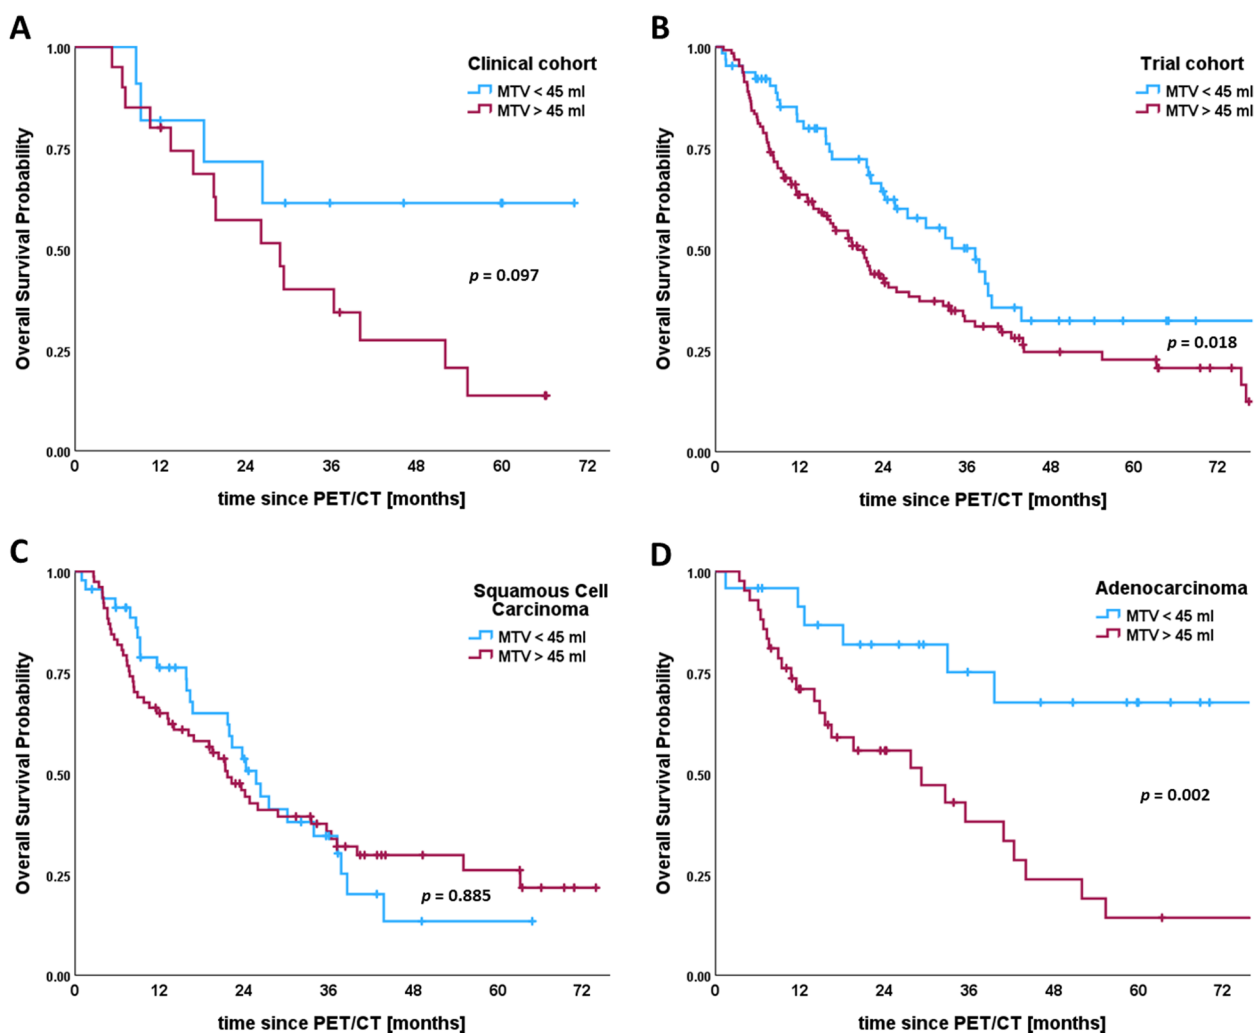 A
Clinical cohort
MTV < 45 ml
MTV > 45 ml
p = 0.097
Overall Survival Probability
1.00
0.75
0.50
0.25
0.00
0 12 24 36 48 60 72
time since PET/CT [months]
B
Trial cohort
MTV < 45 ml
MTV > 45 ml
p = 0.018
Overall Survival Probability
1.00
0.75
0.50
0.25
0.00
0 12 24 36 48 60 72
time since PET/CT [months]
C
Squamous Cell
Carcinoma
MTV < 45 ml
MTV > 45 ml
p = 0.885
Overall Survival Probability
1.00
0.75
0.50
0.25
0.00
0 12 24 36 48 60 72
time since PET/CT [months]
D
Adenocarcinoma
MTV < 45 ml
MTV > 45 ml
p = 0.002
Overall Survival Probability
1.00
0.75
0.50
0.25
0.00
0 12 24 36 48 60 72
time since PET/CT [months]